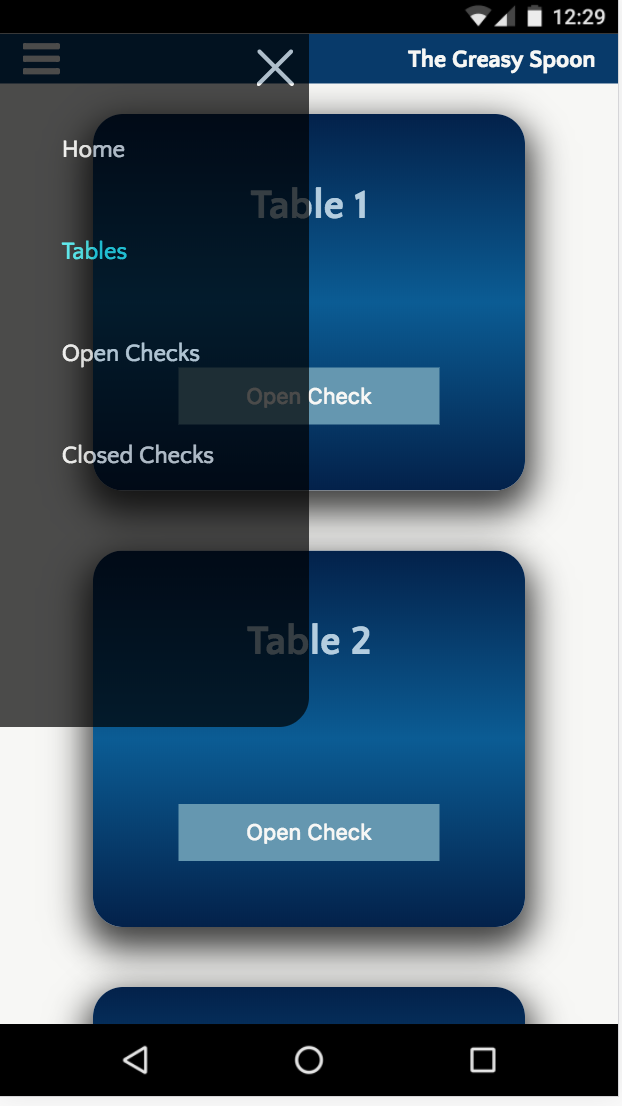 12:29
The Greasy Spoon
Home
Table 1
Tables
Open Checks
Open Check
Closed Checks
Table 2
Open Check